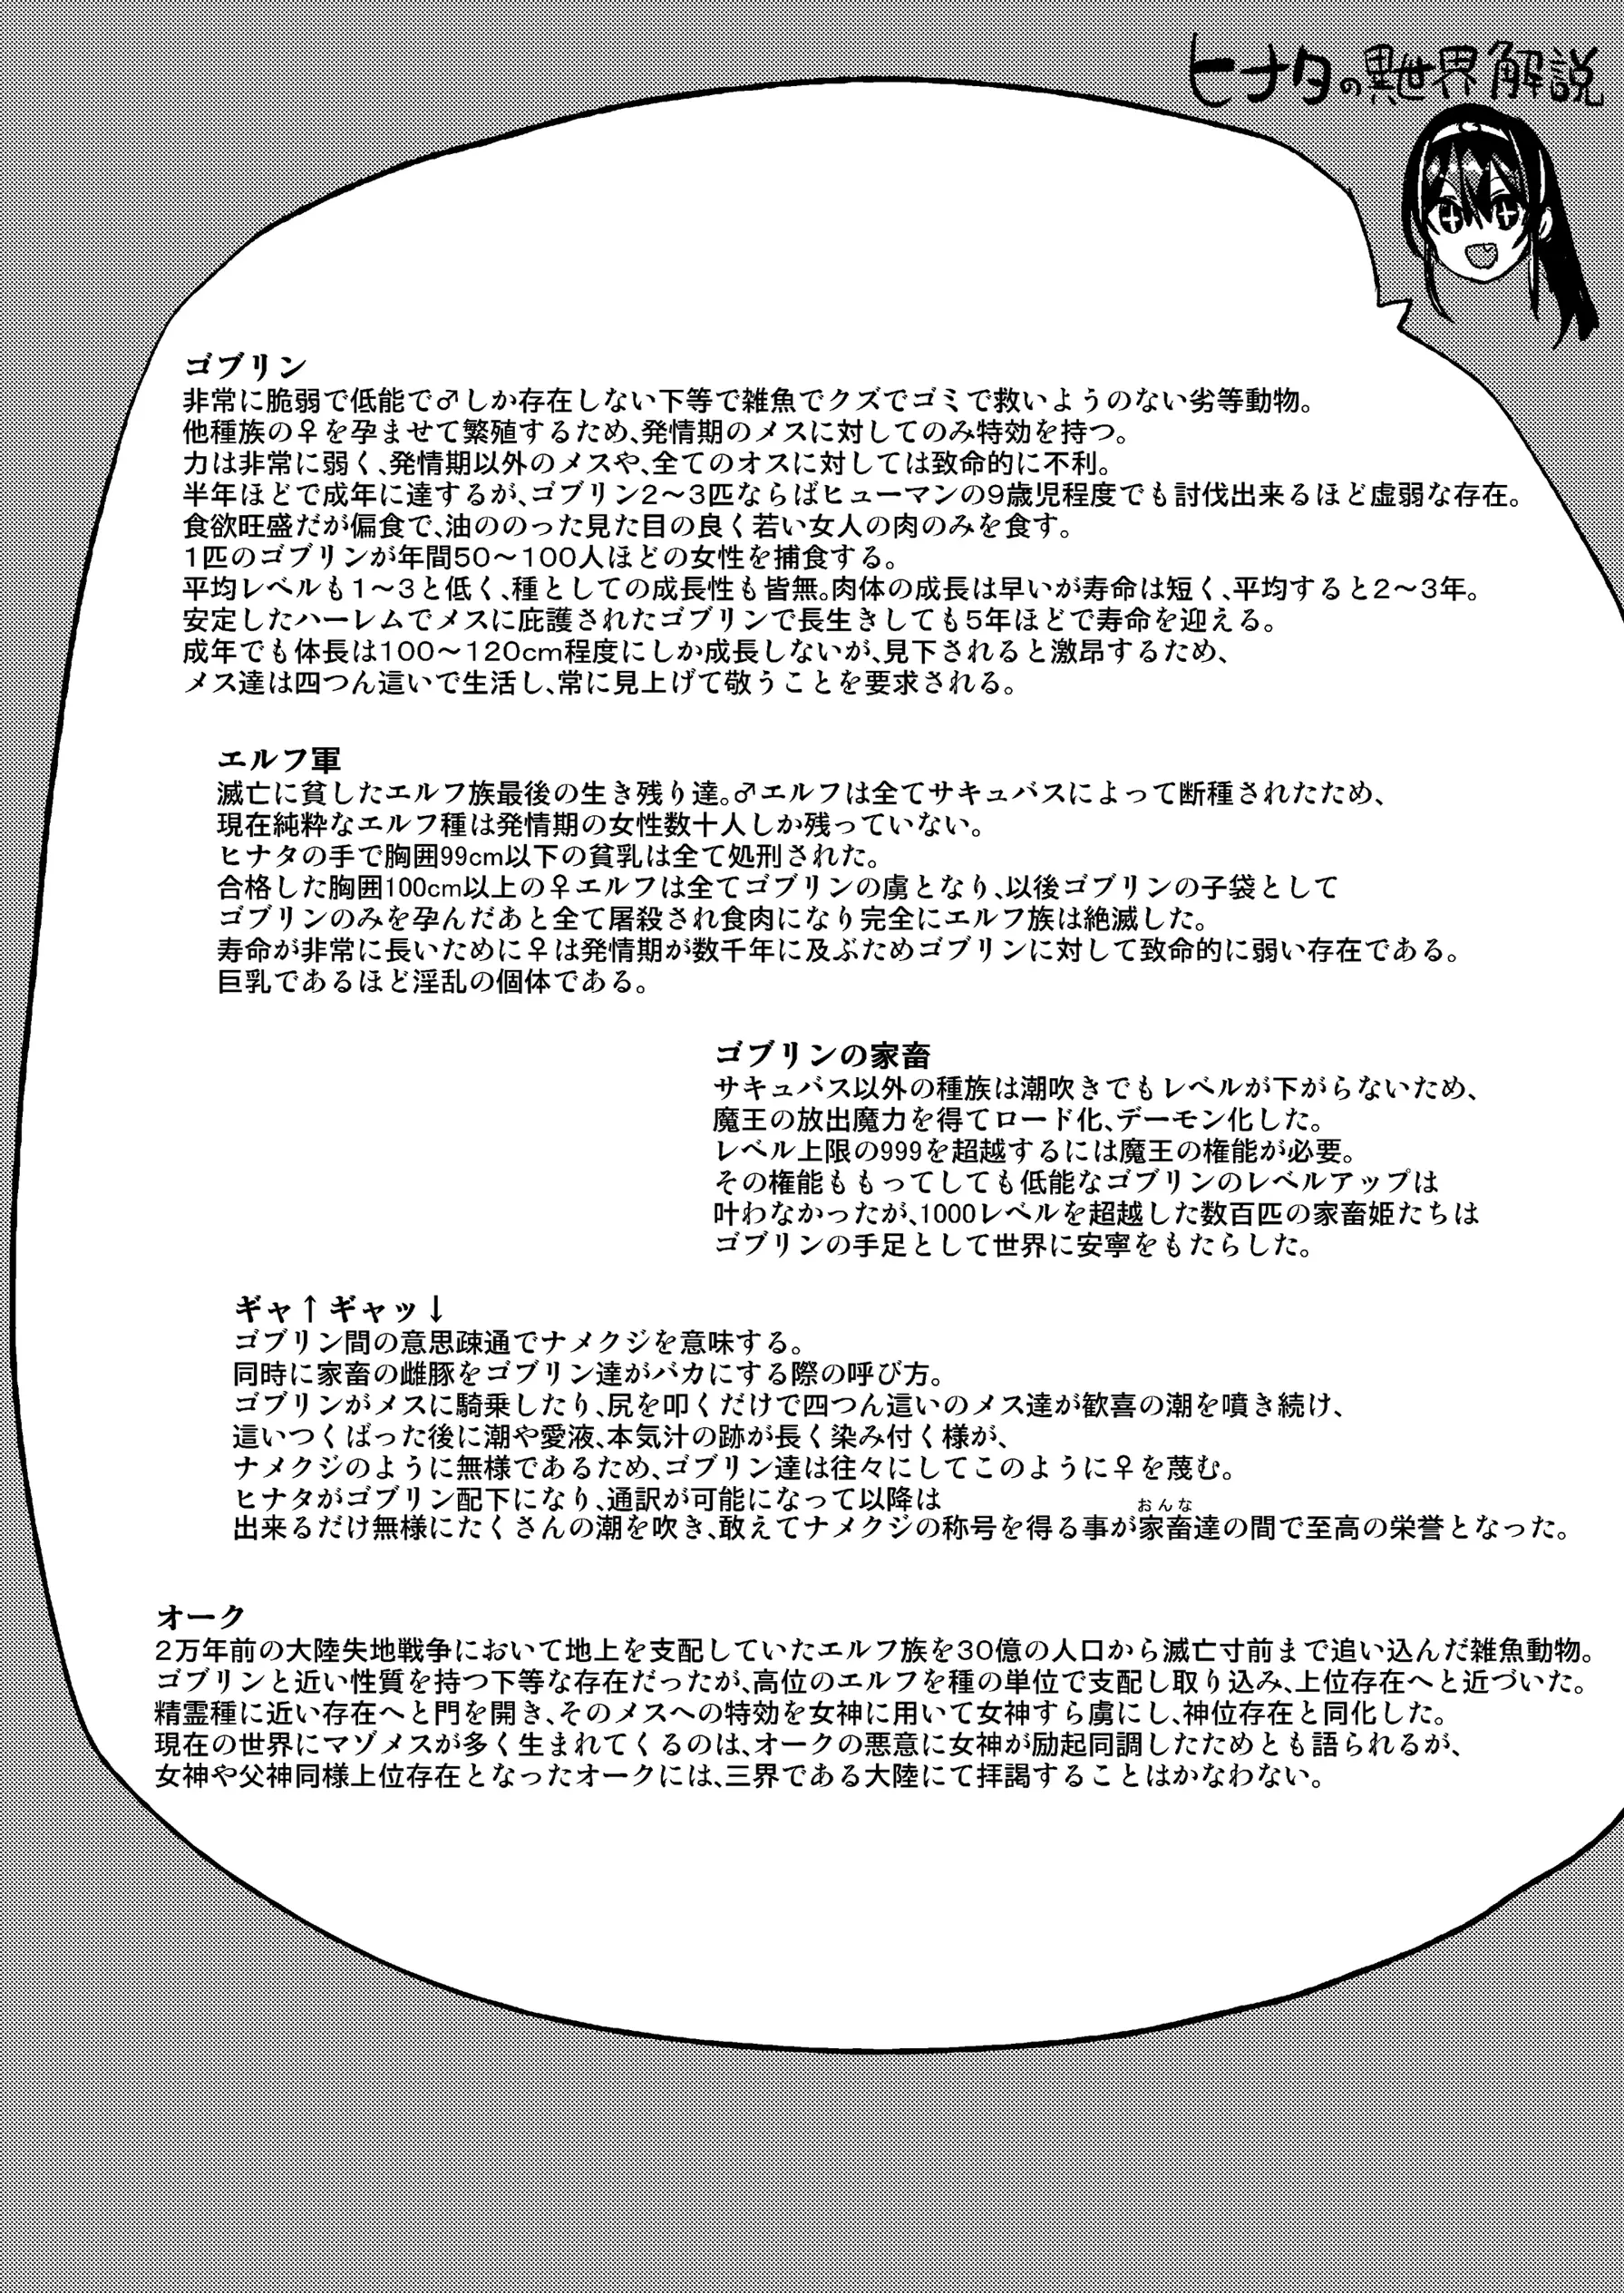 ヒナタの異世界解説
ゴブリン
非常に脆弱で低能で♂しか存在しない下等で雑魚でクズでゴミで救いようのない劣等動物。
他種族の♀を孕ませて繁殖するため、発情期のメスに対してのみ特効を持つ。
力は非常に弱く、発情期以外のメスや、全てのオスに対しては致命的に不利。
半年ほどで成年に達するが、ゴブリン2～3匹ならばヒューマンの9歳児程度でも討伐出来るほど虚弱な存在。
食欲旺盛だが偏食で、油ののった見た目の良く若い女人の肉のみを食す。
1匹のゴブリンが年間50～100人ほどの女性を捕食する。
平均レベルも1～3と低く、種としての成長性も皆無。肉体の成長は早いが寿命は短く、平均すると2～3年。
安定したハーレムでメスに庇護されたゴブリンで長生きしても5年ほどで寿命を迎える。
成年でも体長は100～120cm程度にしか成長しないが、見下されると激昂するため、
メス達は四つん這いで生活し、常に見上げて敬うことを要求される。
エルフ軍
滅亡に貧したエルフ族最後の生き残り達。♂エルフは全てサキュバスによって断種されたため、
現在純粋なエルフ種は発情期の女性数十人しか残っていない。
ヒナタの手で胸囲99cm以下の貧乳は全て処刑された。
合格した胸囲100cm以上の♀エルフは全てゴブリンの虜となり、以後ゴブリンの子袋として
ゴブリンのみを孕んだあと全て屠殺され食肉になり完全にエルフ族は絶滅した。
寿命が非常に長いために♀は発情期が数千年に及ぶためゴブリンに対して致命的に弱い存在である。
巨乳であるほど淫乱の個体である。
ゴブリンの家畜
サキュバス以外の種族は潮吹きでもレベルが下がらないため、
魔王の放出魔力を得てロード化、デーモン化した。
レベル上限の999を超越するには魔王の権能が必要。
その権能ももってしても低能なゴブリンのレベルアップは
叶わなかったが、1000レベルを超越した数百匹の家畜姫たちは
ゴブリンの手足として世界に安寧をもたらした。
ギャ↑ギャッ↓
ゴブリン間の意思疎通でナメクジを意味する。
同時に家畜の雌豚をゴブリン達がバカにする際の呼び方。
ゴブリンがメスに騎乗したり、尻を叩くだけで四つん這いのメス達が歓喜の潮を噴き続け、
這いつくばった後に潮や愛液、本気汁の跡が長く染み付く様が、
ナメクジのように無様であるため、ゴブリン達は往々にしてこのように♀を蔑む。
ヒナタがゴブリン配下になり、通訳が可能になって以降は
おんな
出来るだけ無様にたくさんの潮を吹き、敢えてナメクジの称号を得る事が家畜達の間で至高の栄誉となった。
オーク
2万年前の大陸失地戦争において地上を支配していたエルフ族を30億の人口から滅亡寸前まで追い込んだ雑魚動物。
ゴブリンと近い性質を持つ下等な存在だったが、高位のエルフを種の単位で支配し取り込み、上位存在へと近づいた。
精霊種に近い存在へと門を開き、そのメスへの特効を女神に用いて女神すら虜にし、神位存在と同化した。
現在の世界にマゾメスが多く生まれてくるのは、オークの悪意に女神が励起同調したためとも語られるが、
女神や父神同様上位存在となったオークには、三界である大陸にて拝謁することはかなわない。